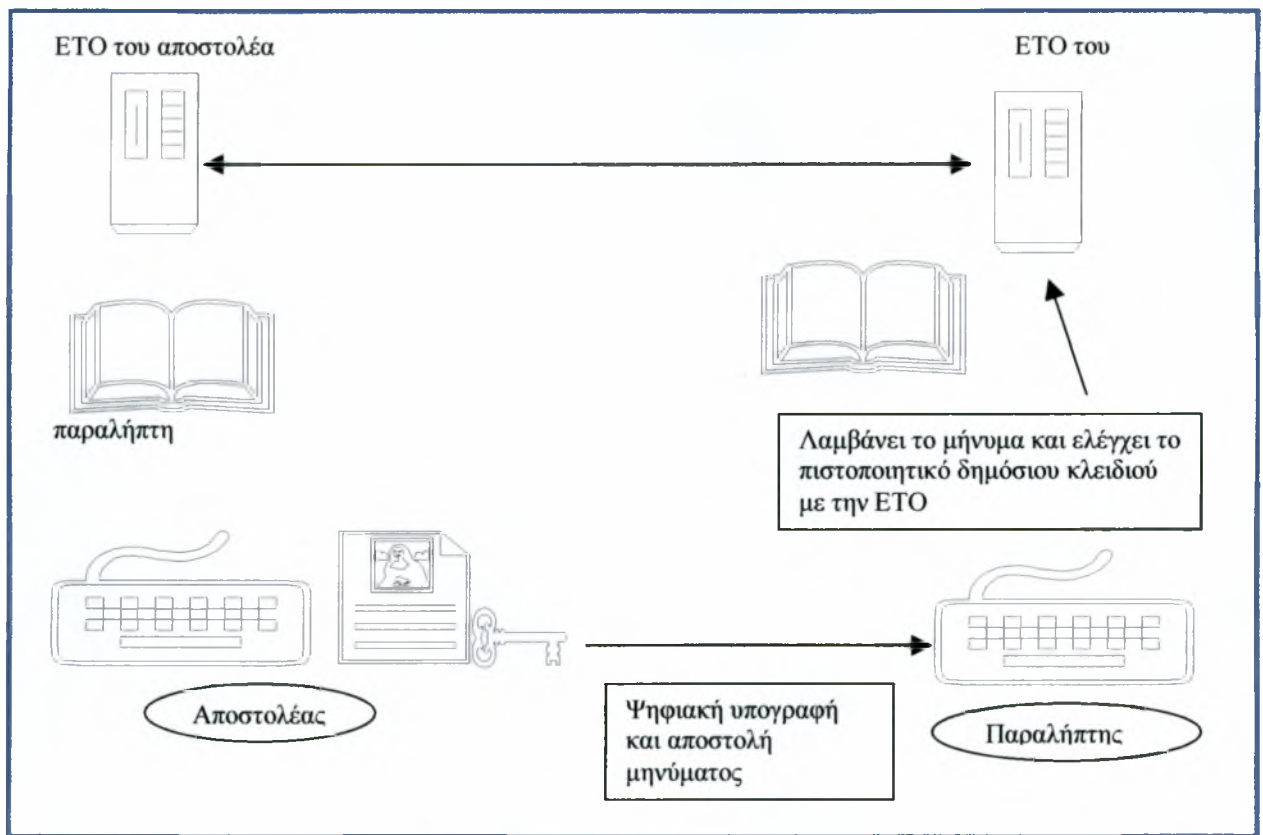 ΕΤΟ του αποστολέα
ΕΤΟ του
παραλήπτη
Λαμβάνει το μήνυμα και ελέγχει το
πιστοποιητικό δημόσιου κλειδιού
με την ΕΤΟ
Αποστολέας
Ψηφιακή υπογραφή
και αποστολή
μηνύματος
Παραλήπτης